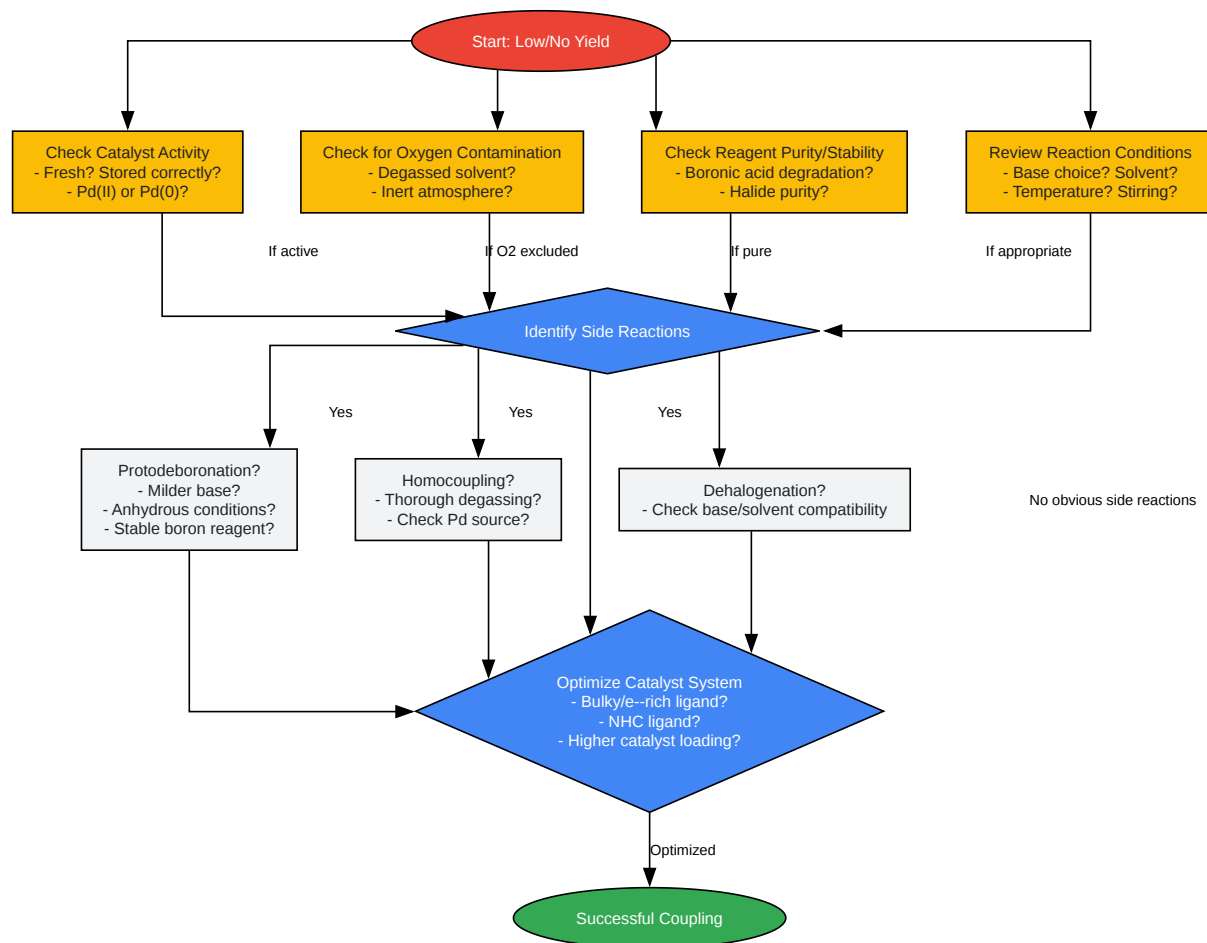 Start: Low/No Yield
Check Catalyst Activity
- Fresh? Stored correctly?
- Pd(II) or Pd(0)?
Check for Oxygen Contamination
- Degassed solvent?
- Inert atmosphere?
Check Reagent Purity/Stability
- Boronic acid degradation?
- Halide purity?
Review Reaction Conditions
- Base choice? Solvent?
- Temperature? Stirring?
If active
If O2 excluded
If pure
If appropriate
Identify Side Reactions
Yes
Yes
Yes
Protodeboronation?
- Milder base?
- Anhydrous conditions?
- Stable boron reagent?
Homocoupling?
- Thorough degassing?
- Check Pd source?
Dehalogenation?
- Check base/solvent compatibility
No obvious side reactions
Optimize Catalyst System
- Bulky/e--rich ligand?
- NHC ligand?
- Higher catalyst loading?
Optimized
Successful Coupling